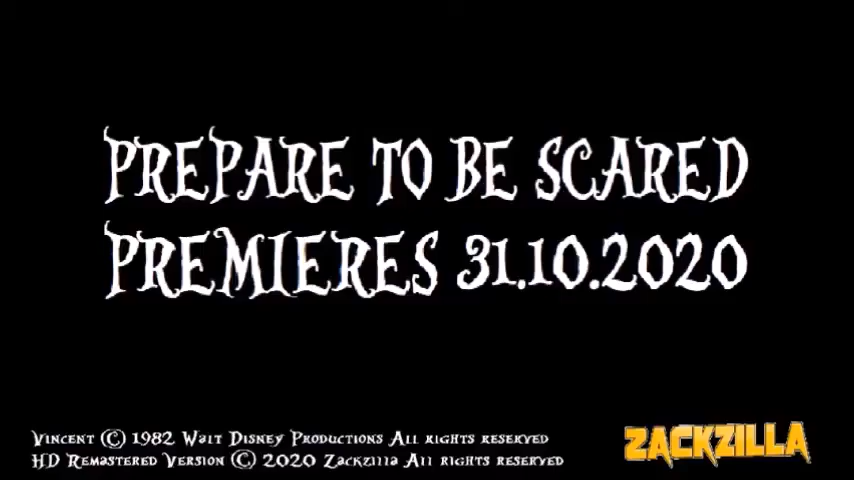 PREPARE TO BE SCARED
PREMIERES 31.10.2020
Vincent © 1982 Walt Disney Productions All rights reserved
HD Remastered Version © 2020 Zackzilla All rights reserved
ZACKZILLA